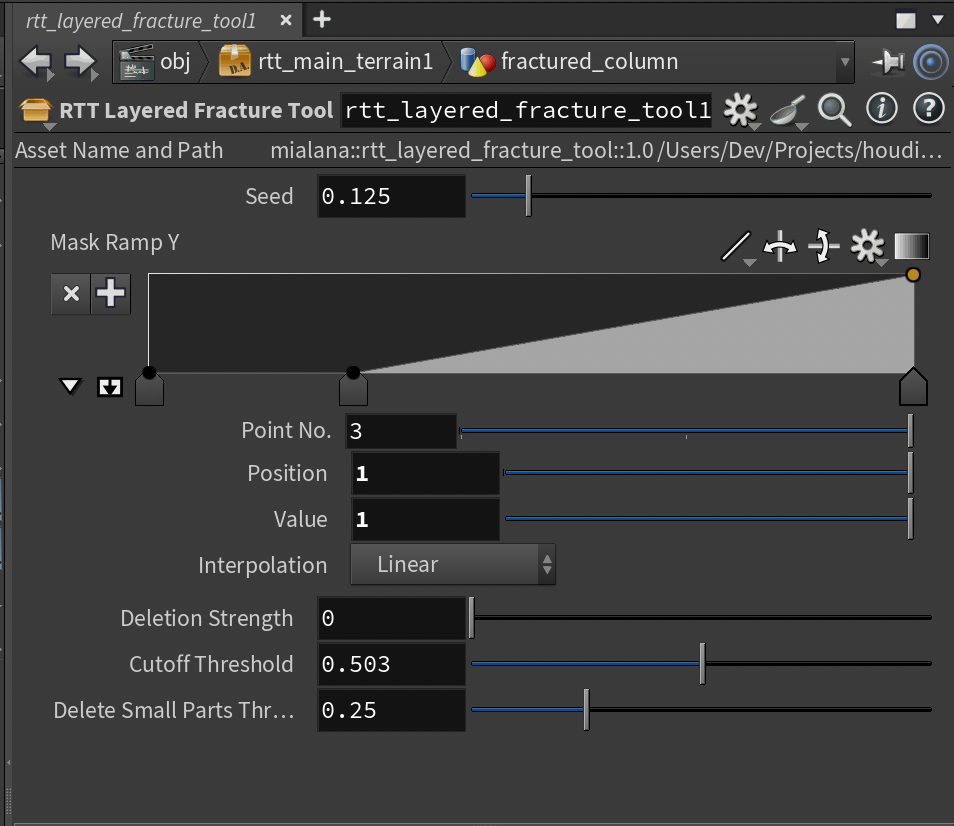 rtt_layered_fracture_tool1
obj rtt_main_terrain1 fractured_column
RTT Layered Fracture Tool rtt_layered_fracture_tool1
Asset Name and Path mialana::rtt_layered_fracture_tool::1.0 /Users/Dev/Projects/houdi...
Seed 0.125
Mask Ramp Y
Point No. 3
Position 1
Value 1
Interpolation Linear
Deletion Strength 0
Cutoff Threshold 0.503
Delete Small Parts Thr... 0.25